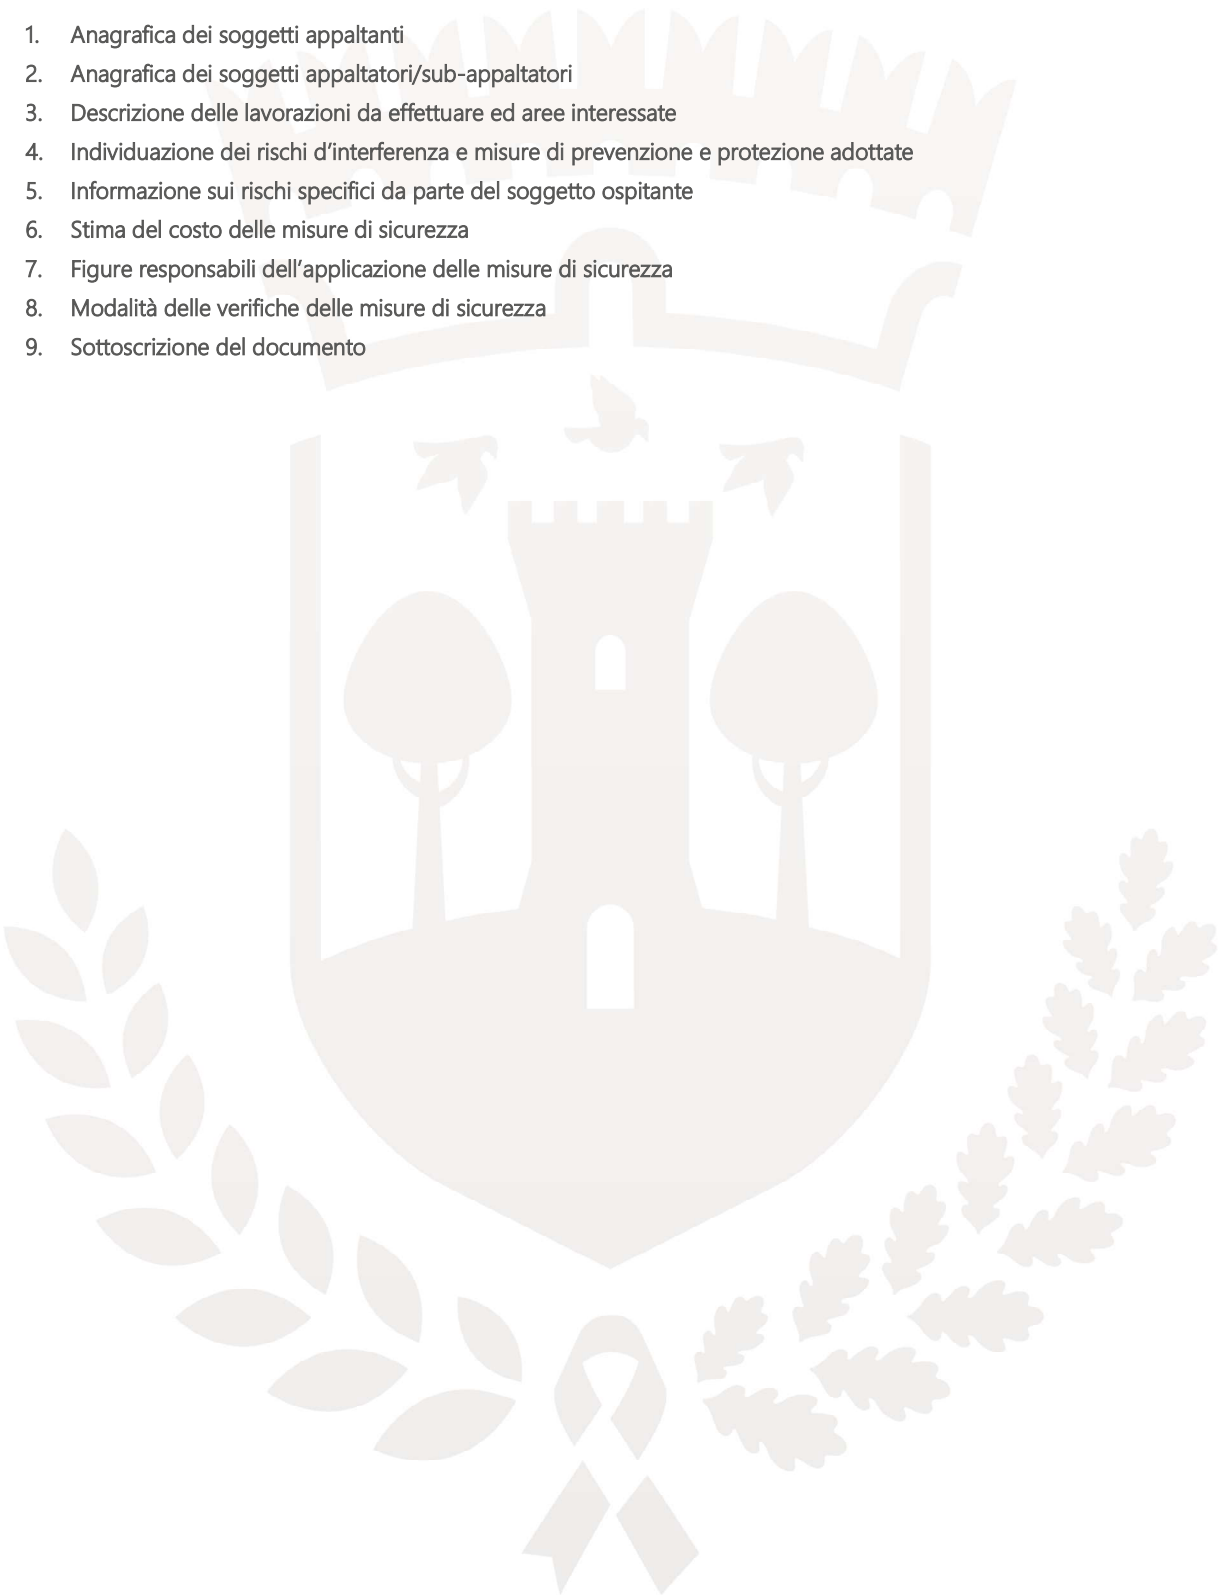 1. Anagrafica dei soggetti appaltanti
2. Anagrafica dei soggetti appaltatori/sub-appaltatori
3. Descrizione delle lavorazioni da effettuare ed aree interessate
4. Individuazione dei rischi d’interferenza e misure di prevenzione e protezione adottate
5. Informazione sui rischi specifici da parte del soggetto ospitante
6. Stima del costo delle misure di sicurezza
7. Figure responsabili dell’applicazione delle misure di sicurezza
8. Modalità delle verifiche delle misure di sicurezza
9. Sottoscrizione del documento